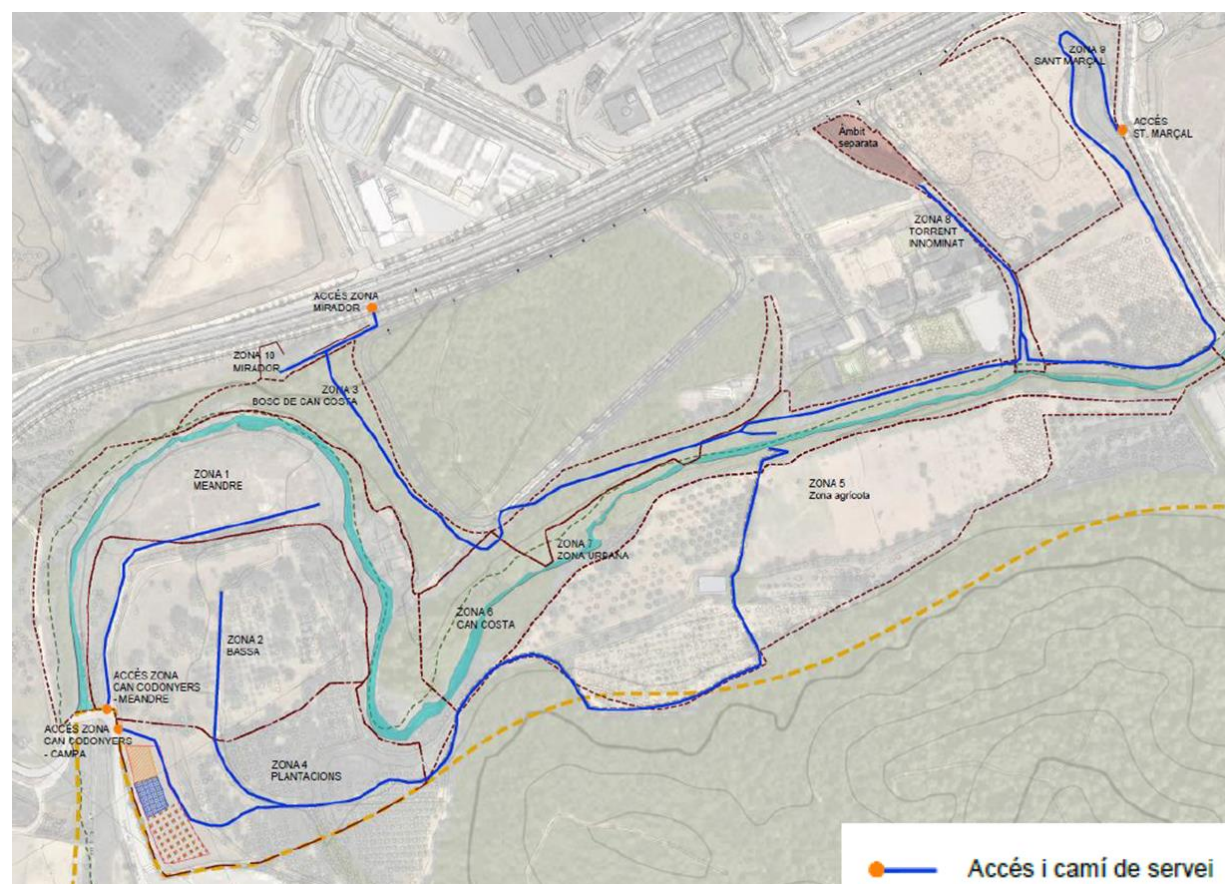 ZONA 9
SANT MARÇAL
ACCÉS
ST. MARÇAL
Àmbit
separata
ZONA 8
TORRENT
INNOMINAT
ACCÉS ZONA
MIRADOR
ZONA 10
MIRADOR
ZONA 3
BOSC DE CAN COSTA
ZONA 1
MEANDRE
ZONA 5
Zona agrícola
ZONA 7
ZONA URBANA
ZONA 6
CAN COSTA
ZONA 2
BASSA
ACCÉS ZONA
CAN CODONYERS
- MEANDRE
ACCÉS ZONA
CAN CODONYERS
- CAMPA
ZONA 4
PLANTACIONS
Accés i camí de servei